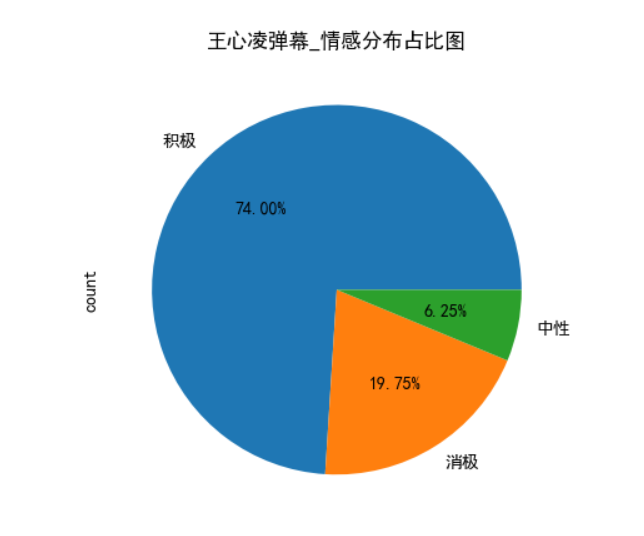 王心凌弹幕_情感分布占比图
积极
74.00%
count
6.25%
中性
19.75%
消极